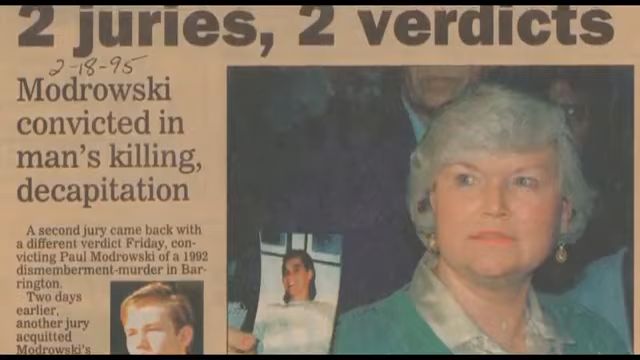 2 juries, 2 verdicts
2-18-95
Modrowski
convicted in
man's killing,
decapitation
A second jury came back with
a different verdict Friday, con-
victing Paul Modrowski of a 1992
dismemberment-murder in Bar-
rington.
Two days
earlier,
another jury
acquitted
Modrowski's